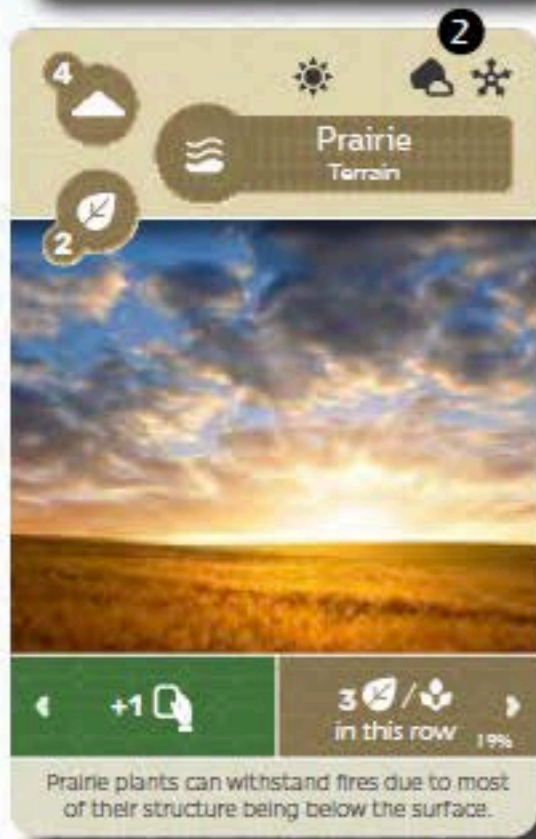 2
4
Prairie
Terrain
2
+1
3 /
in this row
19%
Prairie plants can withstand fires due to most
of their structure being below the surface.